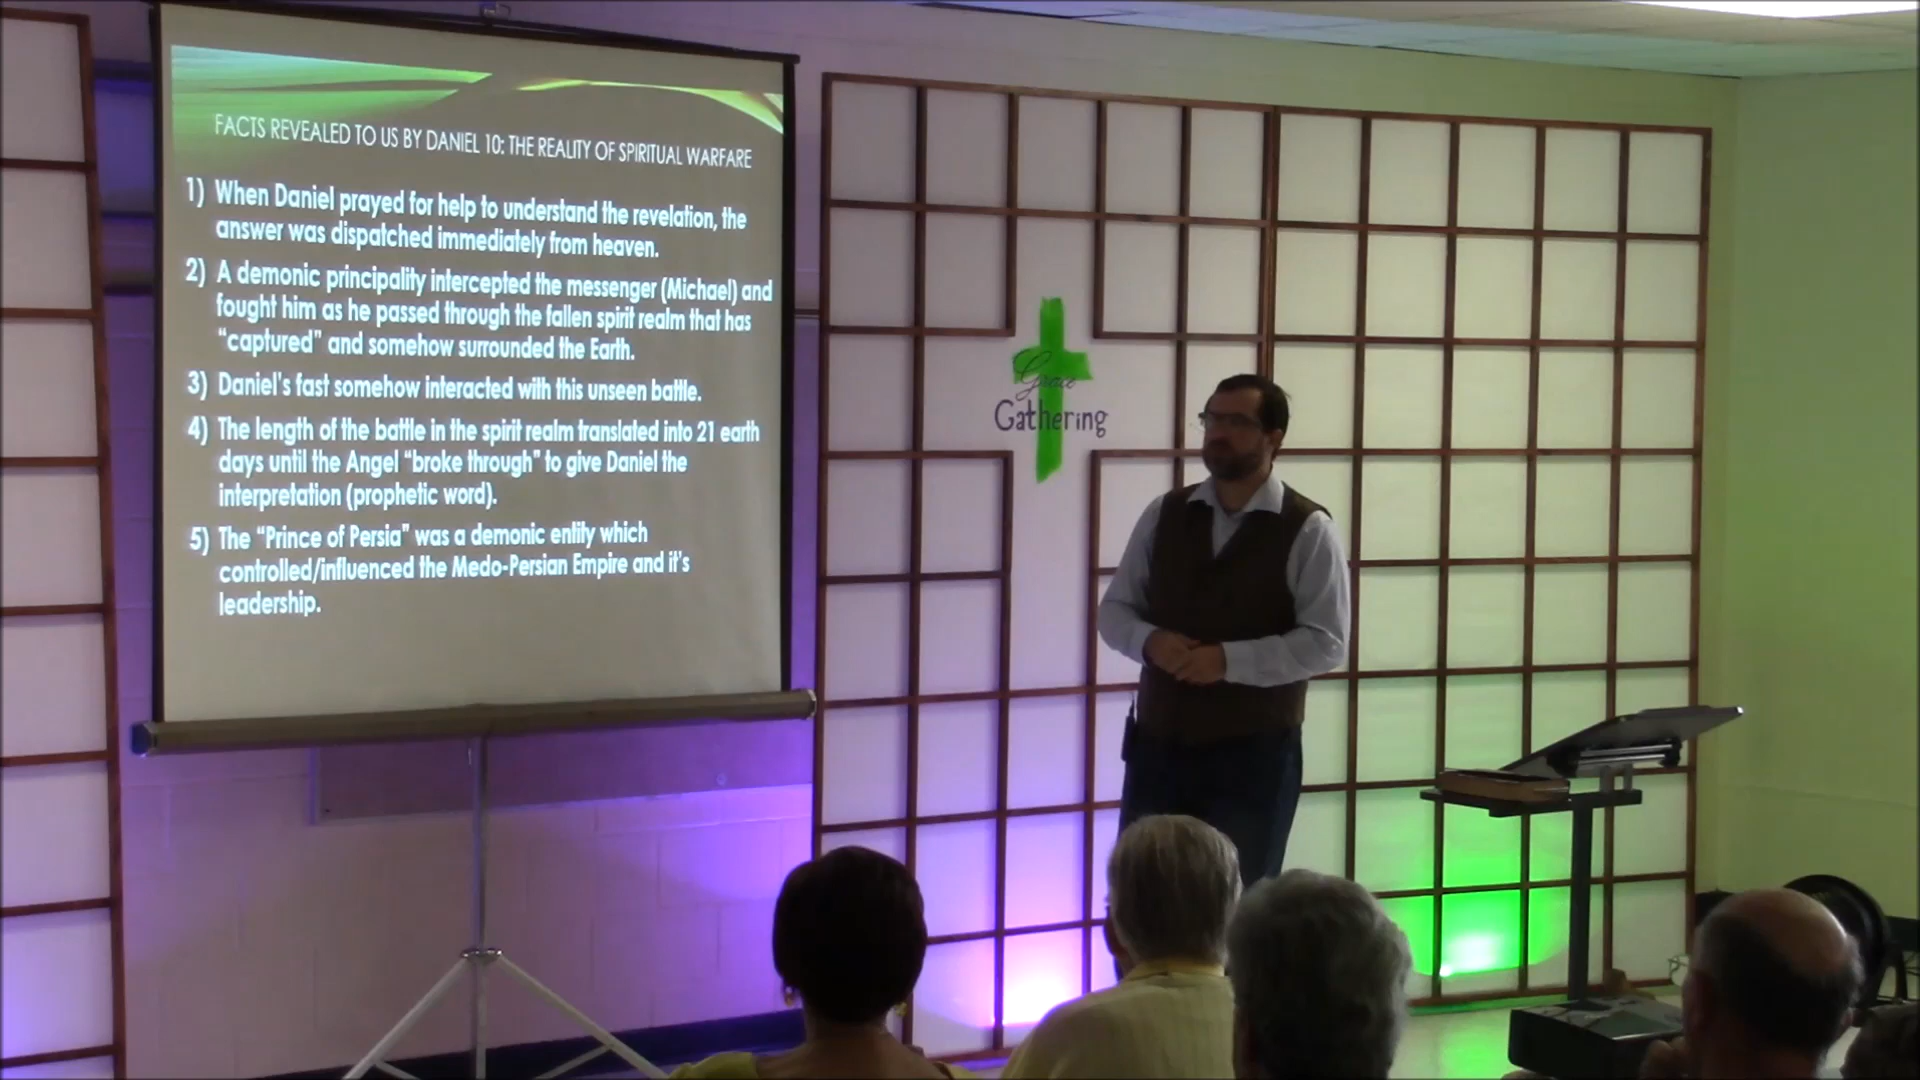 FACTS REVEALED TO US BY DANIEL 10: THE REALITY OF SPIRITUAL WARFARE
1) When Daniel prayed for help to understand the revelation, the
answer was dispatched immediately from heaven.
2) A demonic principality intercepted the messenger (Michael) and
fought him as he passed through the fallen spirit realm that has
"captured" and somehow surrounded the Earth.
3) Daniel's fast somehow interacted with this unseen battle.
4) The length of the battle in the spirit realm translated into 21 earth
days until the Angel "broke through" to give Daniel the
interpretation (prophetic word).
5) The "Prince of Persia" was a demonic entity which
controlled/influenced the Medo-Persian Empire and it's
leadership.
Grace
Gathering